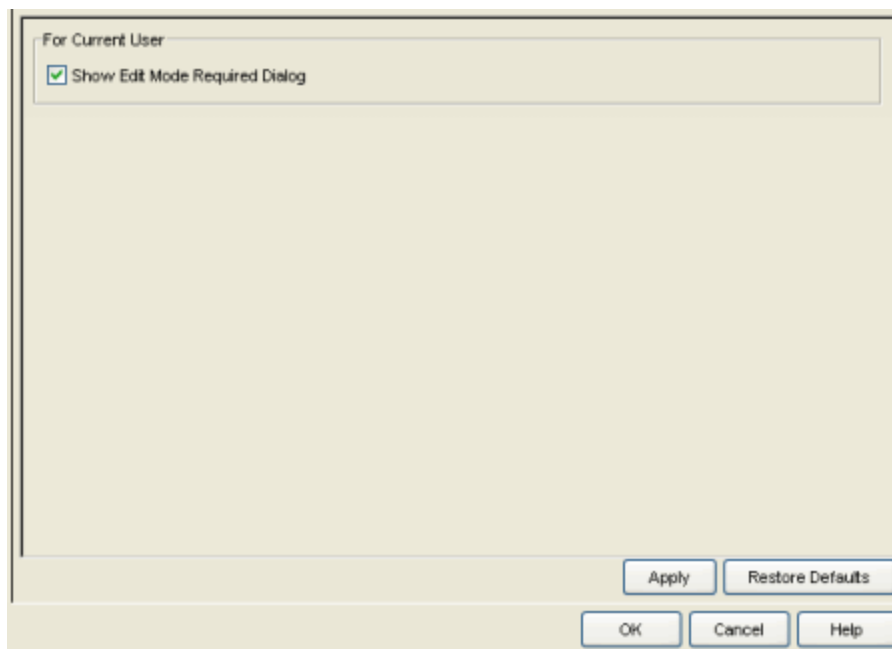 For Current User
Show Edit Mode Required Dialog
Apply Restore Defaults
OK Cancel Help